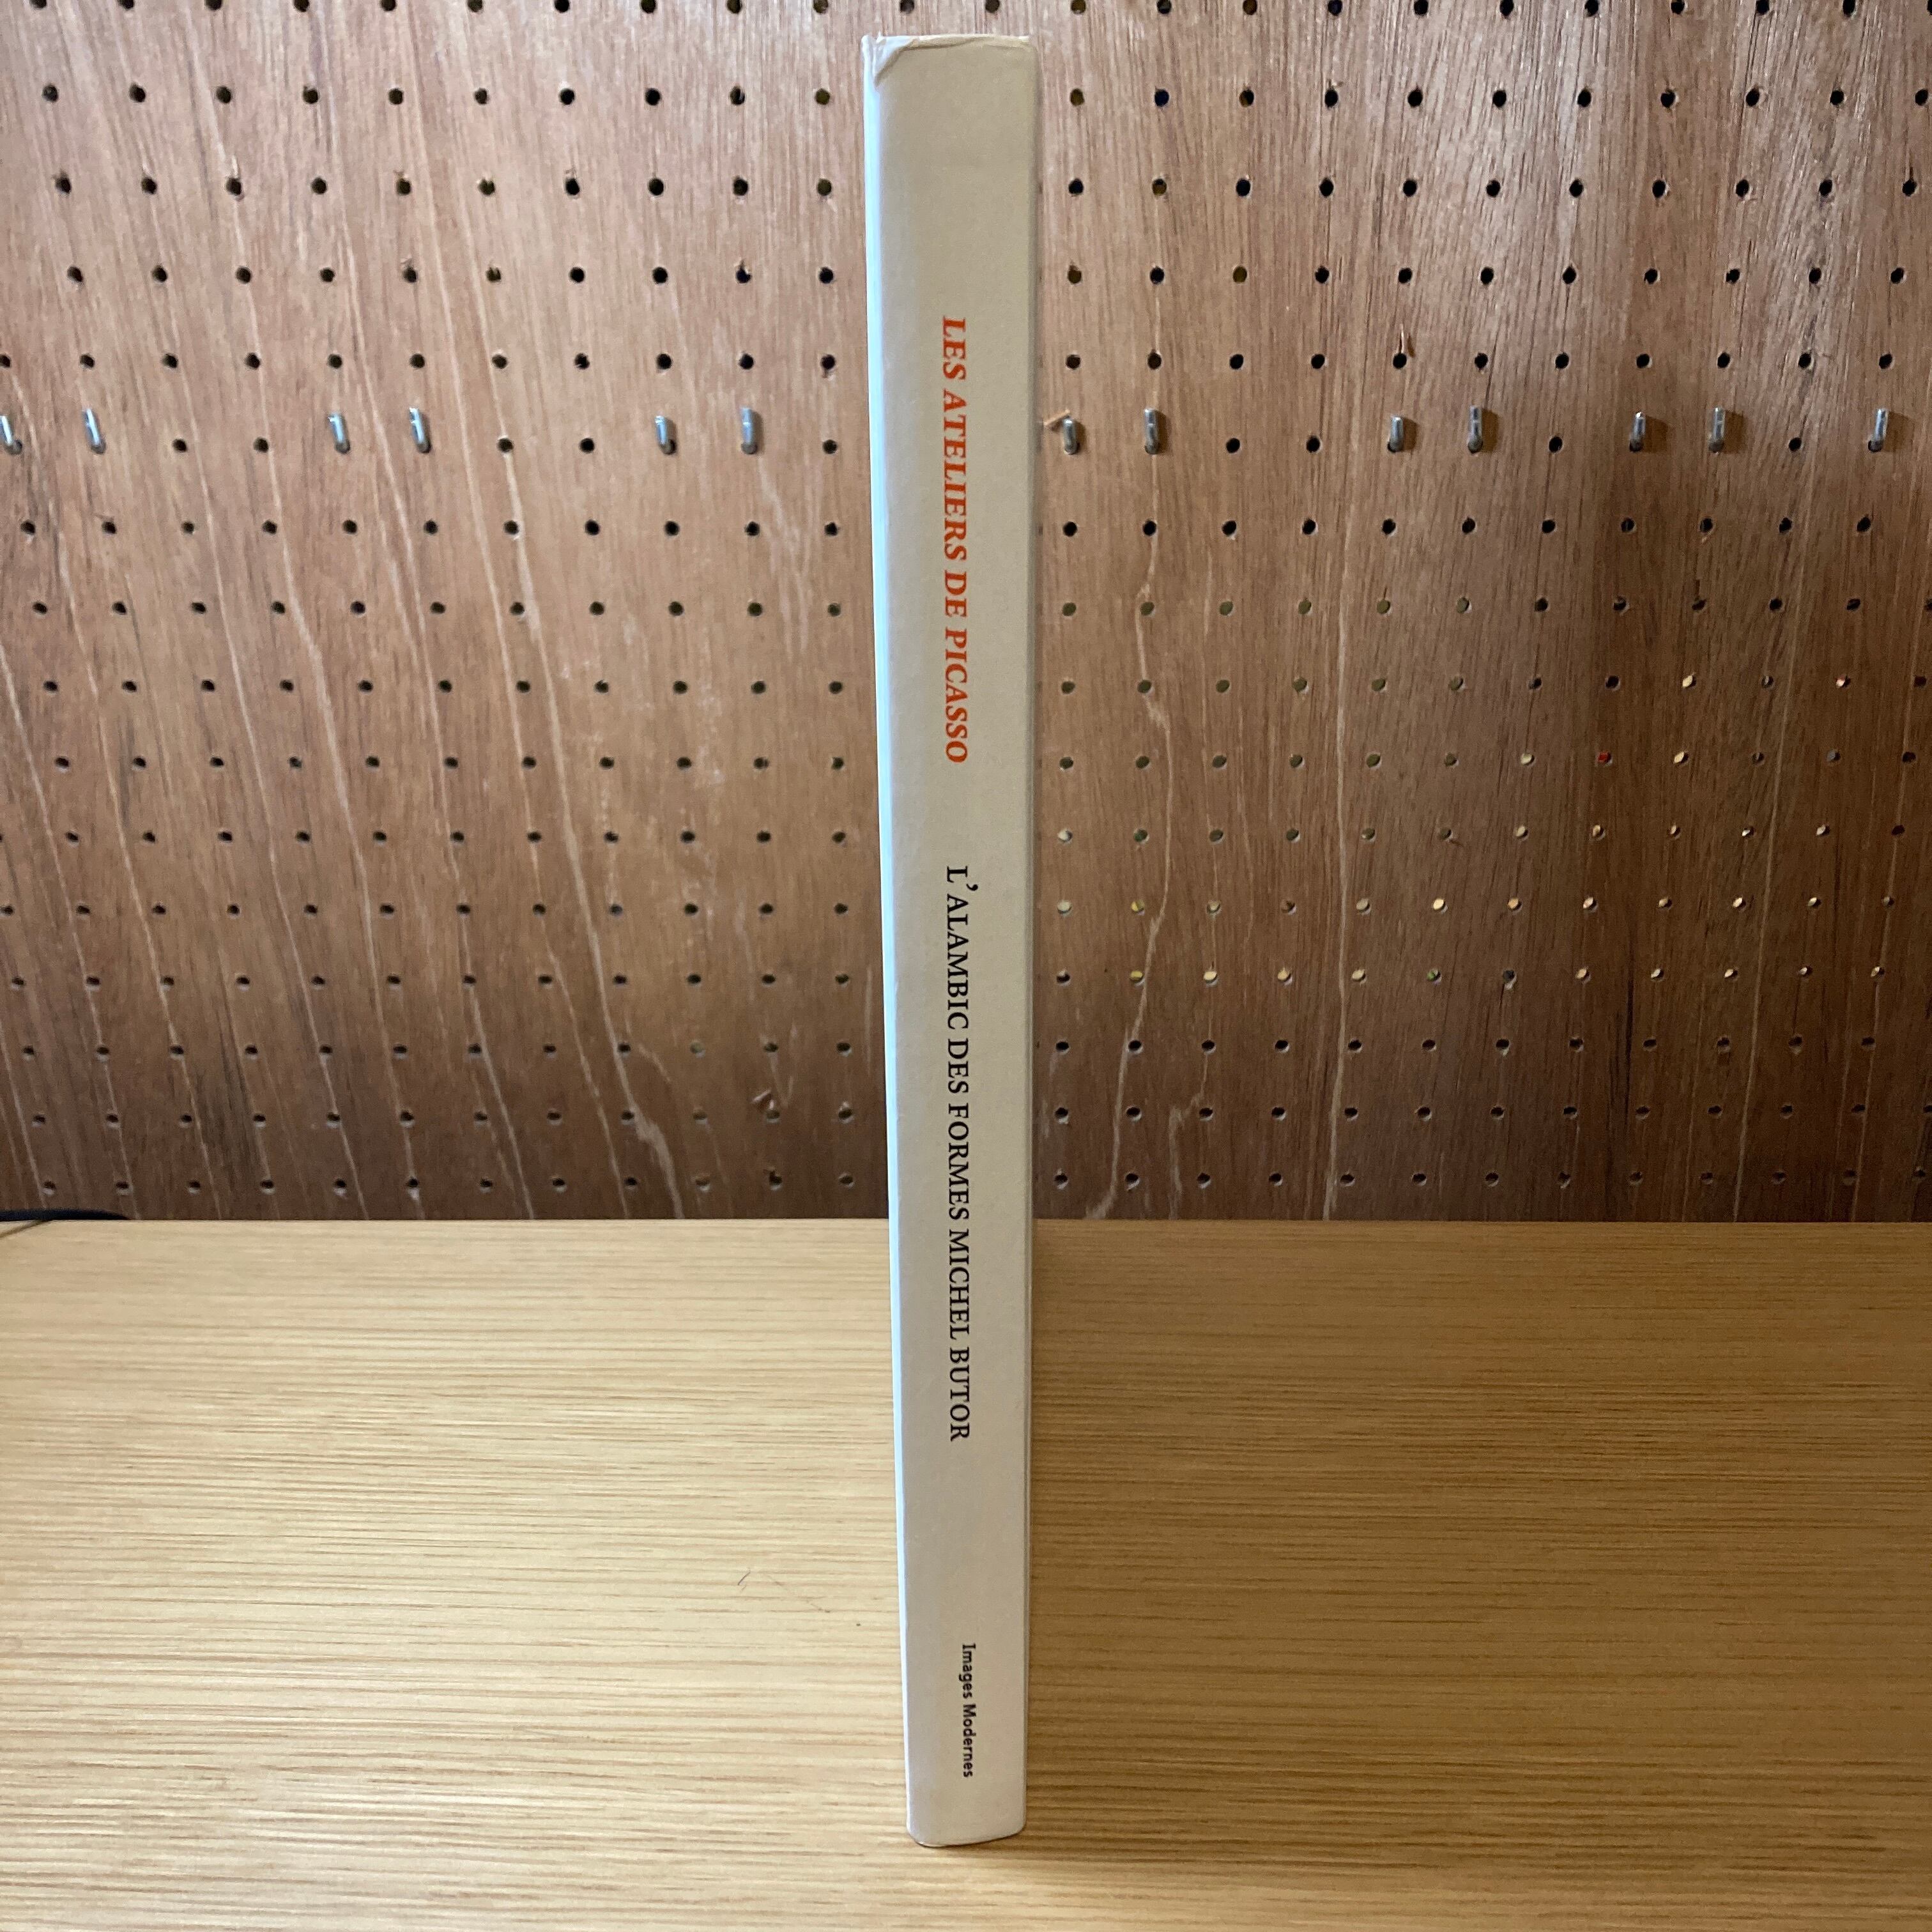 LES ATELIERS DE PICASSO
L'ALAMBIC DES FORMES MICHEL BUTOR
Images Modernes